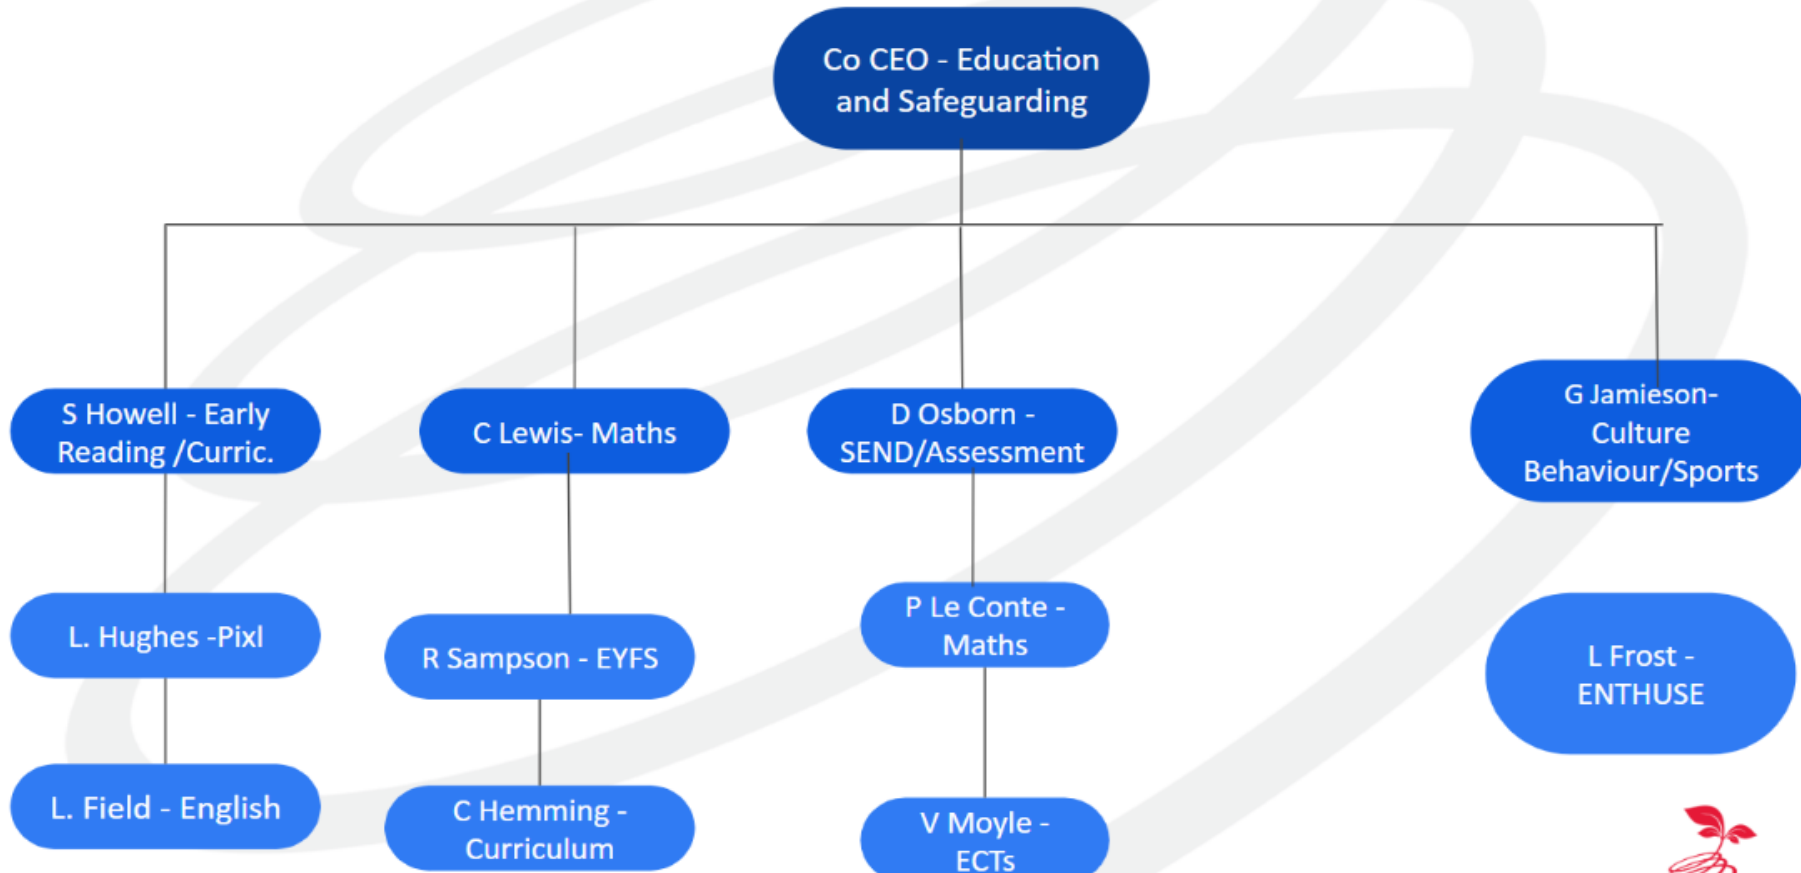 Co CEO - Education
and Safeguarding
S Howell - Early
Reading /Curric.
C Lewis- Maths
D Osborn -
SEND/Assessment
G Jamieson-
Culture
Behaviour/Sports
L. Hughes -Pixl
R Sampson - EYFS
P Le Conte -
Maths
L Frost -
ENTHUSE
L. Field - English
C Hemming -
Curriculum
V Moyle -
ECTs